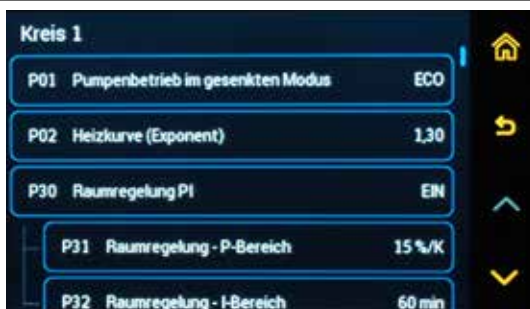 Kreis 1
P01 Pumpenbetrieb im gesenkten Modus ECO
P02 Heizkurve (Exponent) 1,30
P30 Raumregelung PI EIN
P31 Raumregelung - P-Bereich 15 %/K
P32 Raumregelung - I-Bereich 60 min